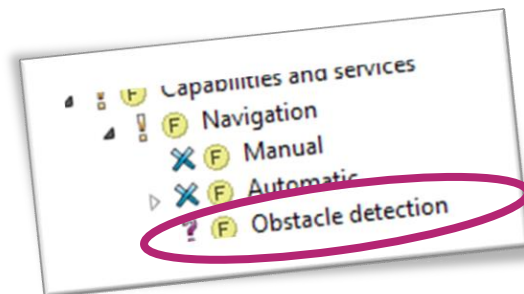 F Capabilities and services
! F Navigation
F Manual
F Automatic
? F Obstacle detection